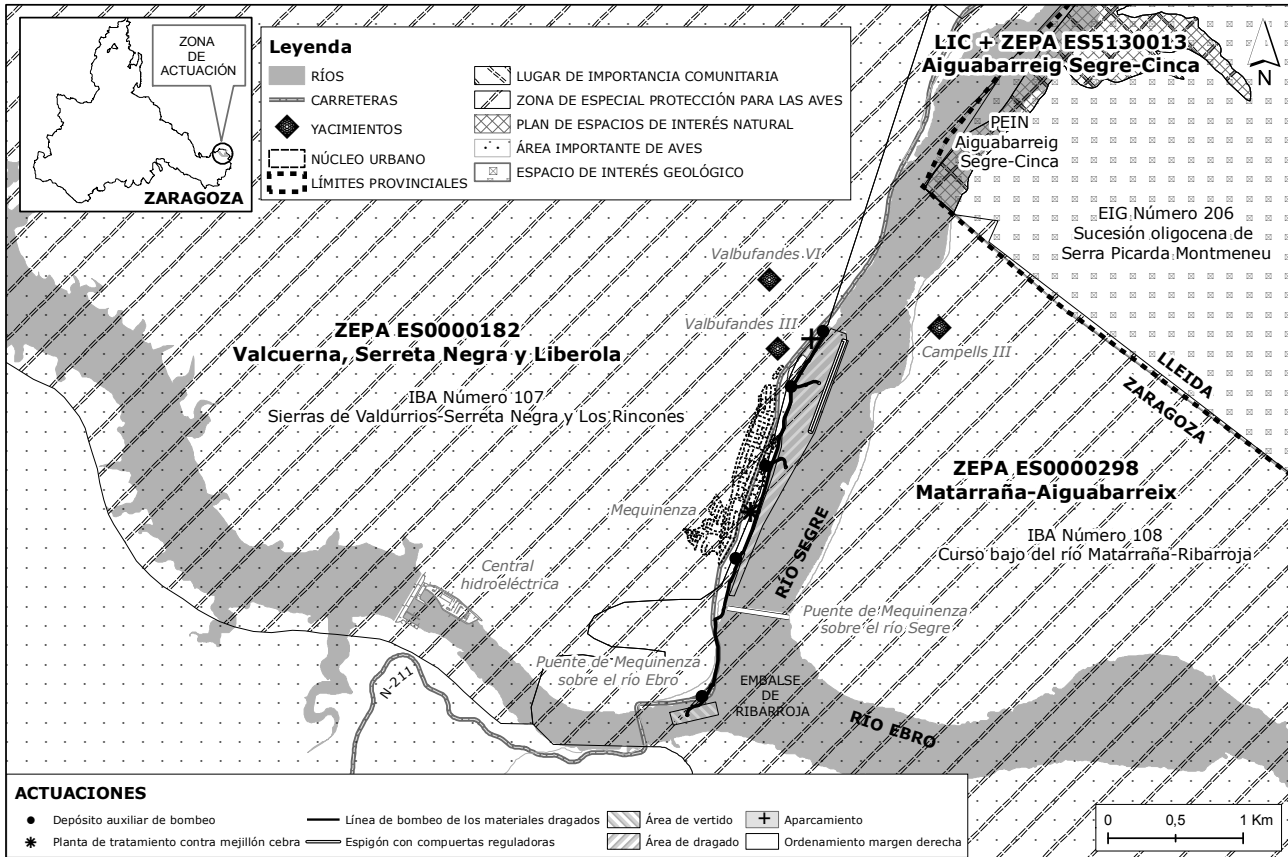 ZONA
DE
ACTUACIÓN
ZARAGOZA
Leyenda
RÍOS
CARRETERAS
YACIMIENTOS
NÚCLEO URBANO
LÍMITES PROVINCIALES
LUGAR DE IMPORTANCIA COMUNITARIA
ZONA DE ESPECIAL PROTECCIÓN PARA LAS AVES
PLAN DE ESPACIOS DE INTERÉS NATURAL
ÁREA IMPORTANTE DE AVES
ESPACIO DE INTERÉS GEOLÓGICO
LIC + ZEPA ES5130013
Aiguabarreig Segre-Cinca
N
PEIN
Aiguabarreig
Segre-Cinca
EIG Número 206
Sucesión oligocena de
Serra Picarda Montmeneu
Valbufandes VI
Valbufandes III
Campells III
ZEPA ES0000182
Valcuerna, Serreta Negra y Liberola
IBA Número 107
Sierras de Valdurrios-Serreta Negra y Los Rincones
LLEIDA
ZARAGOZA
ZEPA ES0000298
Matarraña-Aiguabarreix
IBA Número 108
Curso bajo del río Matarraña-Ribarroja
Mequinenza
RÍO SEGRE
Central
hidroeléctrica
Puente de Mequinenza
sobre el río Segre
Puente de Mequinenza
sobre el río Ebro
N-211
EMBALSE
DE
RIBARROJA
RÍO EBRO
ACTUACIONES
Depósito auxiliar de bombeo
Planta de tratamiento contra mejillón cebra
Línea de bombeo de los materiales dragados
Espigón con compuertas reguladoras
Área de vertido
Área de dragado
Aparcamiento
Ordenamiento margen derecha
0 0,5 1 Km